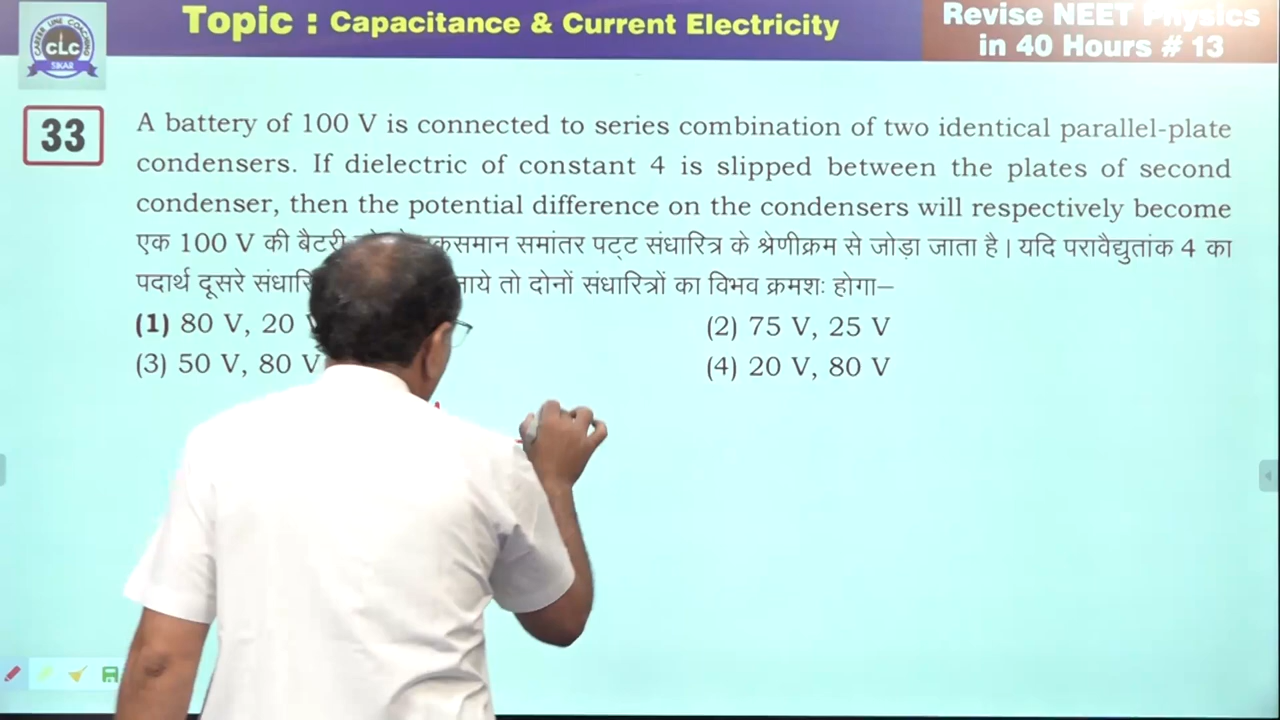 Topic : Capacitance & Current Electricity
Revise NEET Physics
in 40 Hours # 13
CAREER LINE COACHING
CLC
SIKAR
33
A battery of 100 V is connected to series combination of two identical parallel-plate
condensers. If dielectric of constant 4 is slipped between the plates of second
condenser, then the potential difference on the condensers will respectively become
एक 100 V की बैटरी समान समांतर पट्ट संधारित्र के श्रेणीक्रम से जोड़ा जाता है। यदि परावैद्युतांक 4 का
पदार्थ दूसरे तो दोनों संधारित्रों का विभव क्रमशः होगा–
(1) 80 V, 20
(2) 75 V, 25 V
(3) 50 V, 80 V
(4) 20 V, 80 V